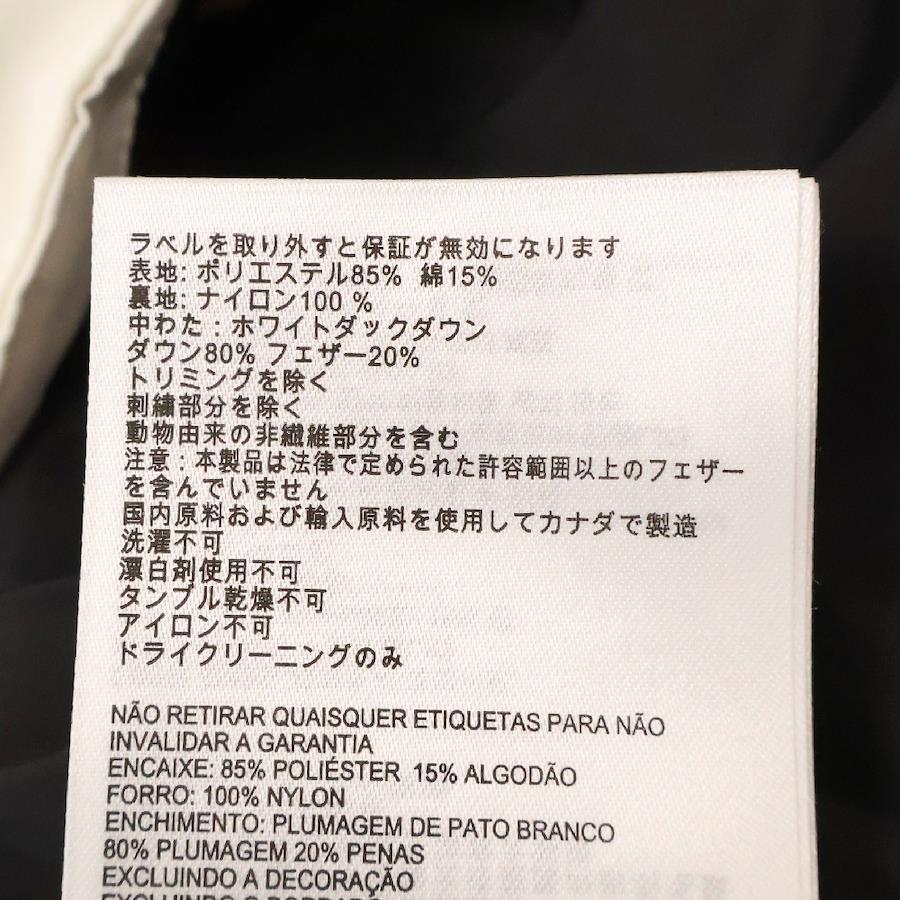 ラベルを取り外すと保証が無効になります
表地: ポリエステル85% 綿15%
裏地: ナイロン100 %
中わた : ホワイトダックダウン
ダウン80% フェザー20%
トリミングを除く
刺繍部分を除く
動物由来の非繊維部分を含む
注意 : 本製品は法律で定められた許容範囲以上のフェザー
を含んでいません
国内原料および輸入原料を使用してカナダで製造
洗濯不可
漂白剤使用不可
タンブル乾燥不可
アイロン不可
ドライクリーニングのみ
NÃO RETIRAR QUAISQUER ETIQUETAS PARA NÃO
INVALIDAR A GARANTIA
ENCAIXE: 85% POLIÉSTER 15% ALGODÃO
FORRO: 100% NYLON
ENCHIMENTO: PLUMAGEM DE PATO BRANCO
80% PLUMAGEM 20% PENAS
EXCLUINDO A DECORAÇÃO